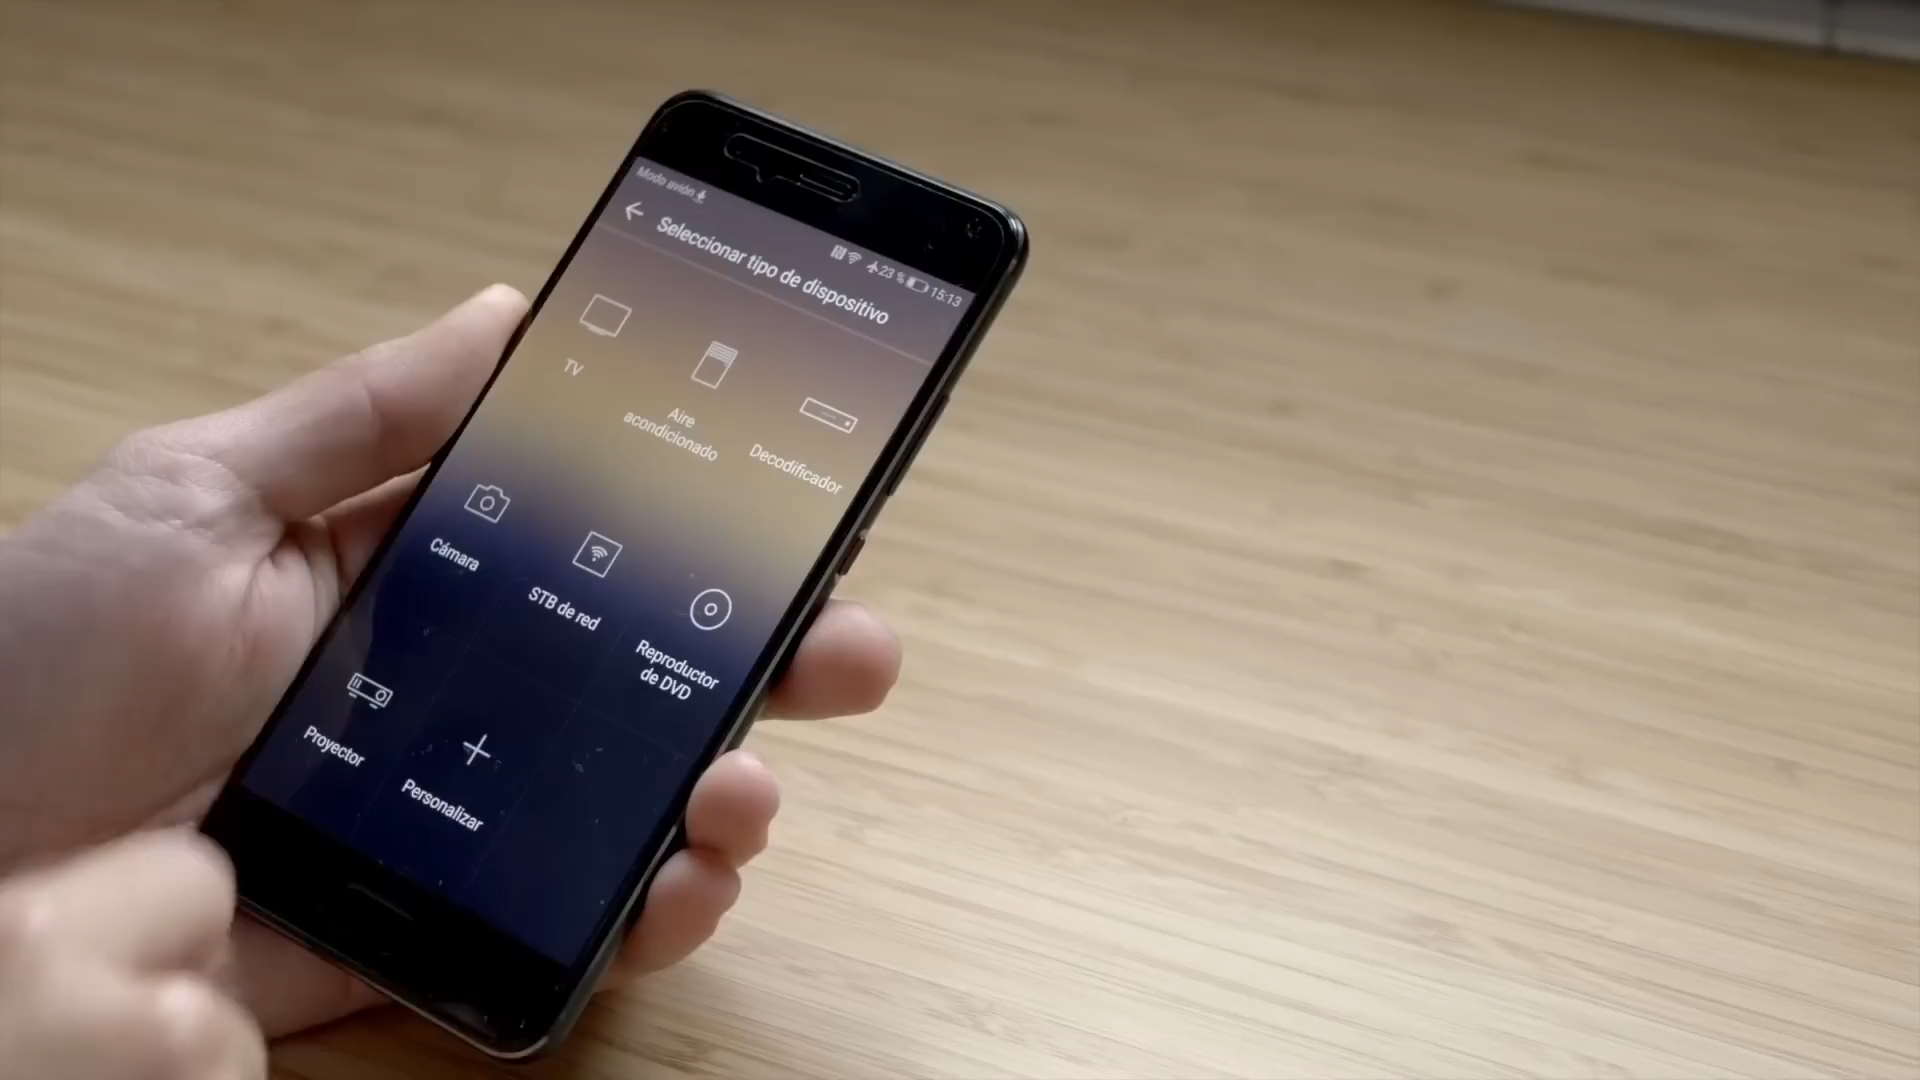 Modo avión
23 % 15:13
Seleccionar tipo de dispositivo
TV
Aire
acondicionado
Decodificador
Cámara
STB de red
Reproductor
de DVD
Proyector
Personalizar